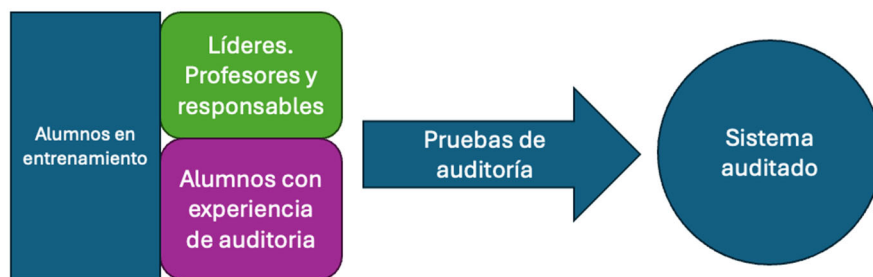 Alumnos en
entrenamiento
Líderes.
Profesores y
responsables
Alumnos con
experiencia
de auditoria
Pruebas de
auditoría
Sistema
auditado